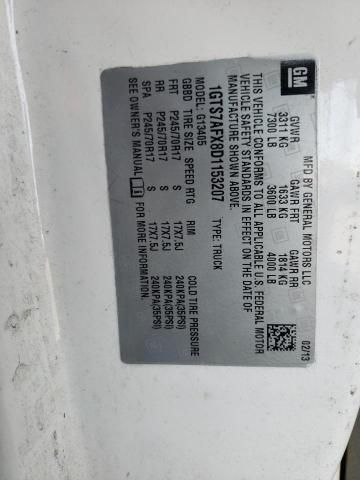 GM
MFD BY GENERAL MOTORS LLC
02/13
GVWR GAWR FRT GAWR RR
3311 KG 1633 KG 1814 KG
7300 LB 3600 LB 4000 LB
THIS VEHICLE CONFORMS TO ALL APPLICABLE U.S. FEDERAL MOTOR
VEHICLE SAFETY STANDARDS IN EFFECT ON THE DATE OF
MANUFACTURE SHOWN ABOVE.
1GTS7AFX8D1153207 TYPE: TRUCK
MODEL: G13405
GBBD TIRE SIZE SPEED RTG RIM COLD TIRE PRESSURE
FRT P245/70R17 S 17X7.5J 240KPA(35PSI)
RR P245/70R17 S 17X7.5J 240KPA(35PSI)
SPA P245/70R17 S 17X7.5J 240KPA(35PSI)
SEE OWNER'S MANUAL FOR MORE INFORMATION.